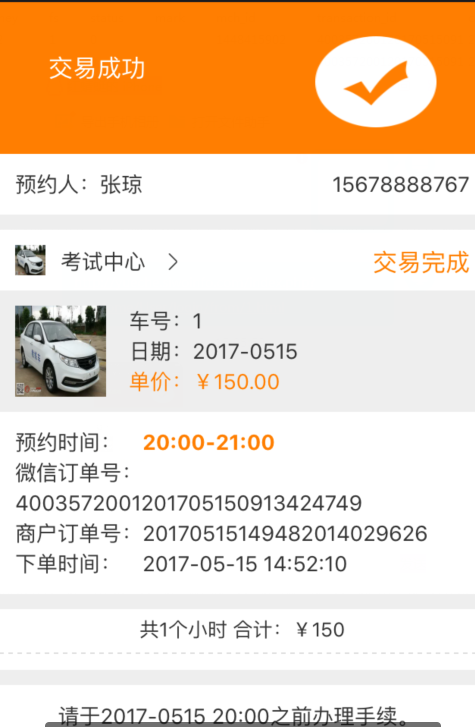 交易成功
预约人：张琼 15678888767
考试中心 >
交易完成
车号：1
日期：2017-0515
单价：￥150.00
预约时间： 20:00-21:00
微信订单号：
4003572001201705150913424749
商户订单号：20170515149482014029626
下单时间： 2017-05-15 14:52:10
共1个小时 合计：￥150
请于2017-0515 20:00之前办理手续。